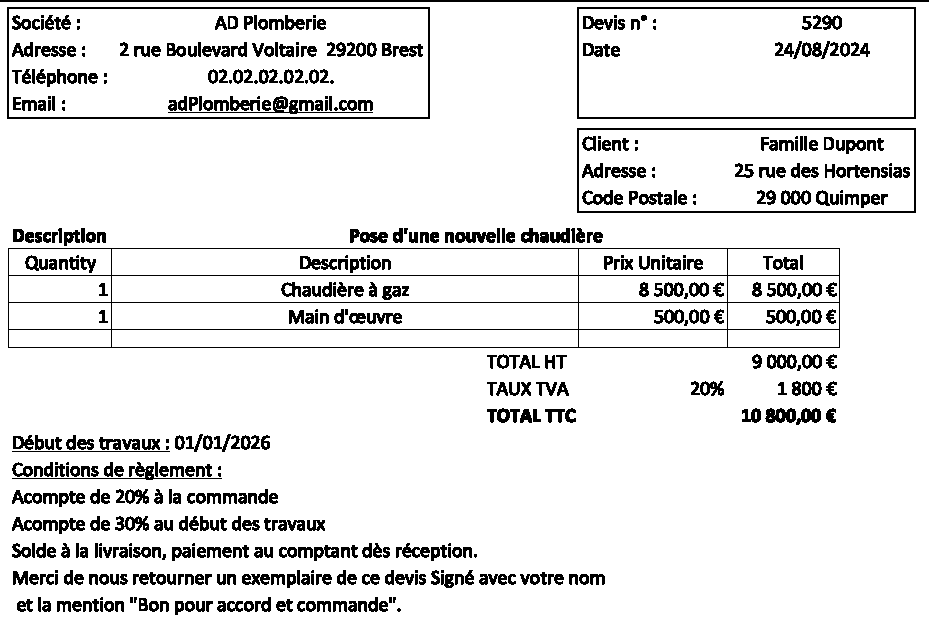 Société : AD Plomberie
Adresse : 2 rue Boulevard Voltaire 29200 Brest
Téléphone : 02.02.02.02.02.
Email : adPlomberie@gmail.com
Devis n° : 5290
Date 24/08/2024
Client : Famille Dupont
Adresse : 25 rue des Hortensias
Code Postale : 29 000 Quimper
Description Pose d'une nouvelle chaudière
Quantity Description Prix Unitaire Total
1 Chaudière à gaz 8 500,00 € 8 500,00 €
1 Main d'œuvre 500,00 € 500,00 €
TOTAL HT 9 000,00 €
TAUX TVA 20% 1 800 €
TOTAL TTC 10 800,00 €
Début des travaux : 01/01/2026
Conditions de règlement :
Acompte de 20% à la commande
Acompte de 30% au début des travaux
Solde à la livraison, paiement au comptant dès réception.
Merci de nous retourner un exemplaire de ce devis Signé avec votre nom
et la mention "Bon pour accord et commande".